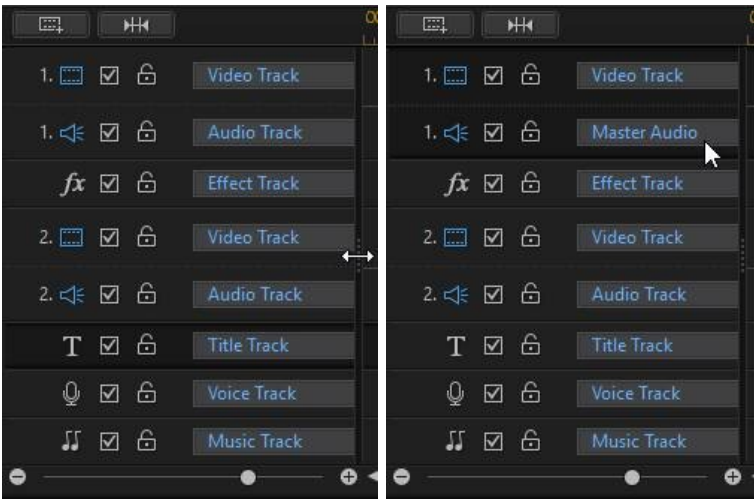 1. Video Track
1. Audio Track
fx Effect Track
2. Video Track
2. Audio Track
T Title Track
Voice Track
Music Track
1. Video Track
1. Master Audio
fx Effect Track
2. Video Track
2. Audio Track
T Title Track
Voice Track
Music Track